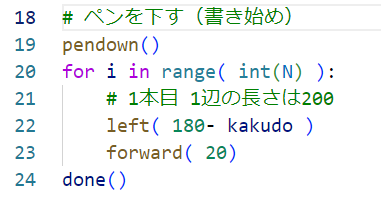 18 # ペンを下す（書き始め）
19 pendown()
20 for i in range( int(N) ):
21     # 1本目 1辺の長さは200
22     left( 180- kakudo )
23     forward( 20)
24 done()